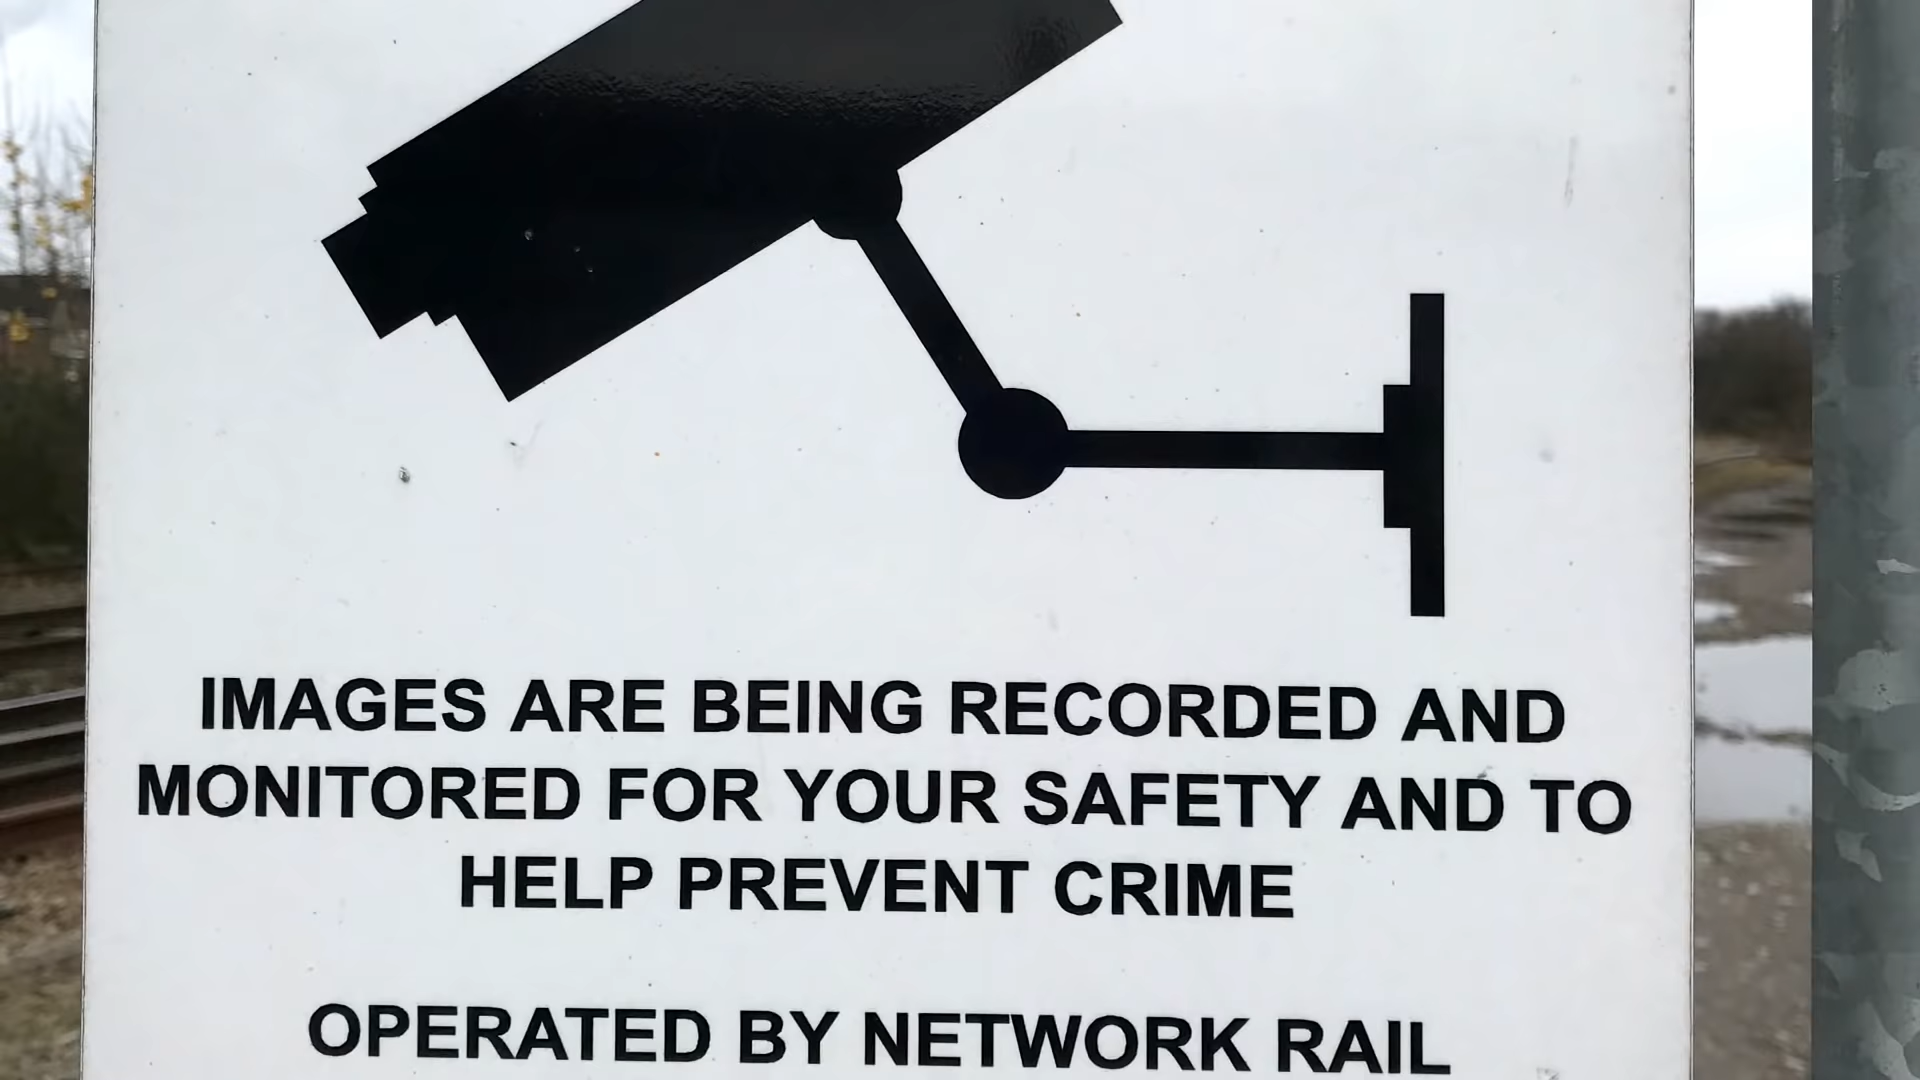 IMAGES ARE BEING RECORDED AND
MONITORED FOR YOUR SAFETY AND TO
HELP PREVENT CRIME
OPERATED BY NETWORK RAIL